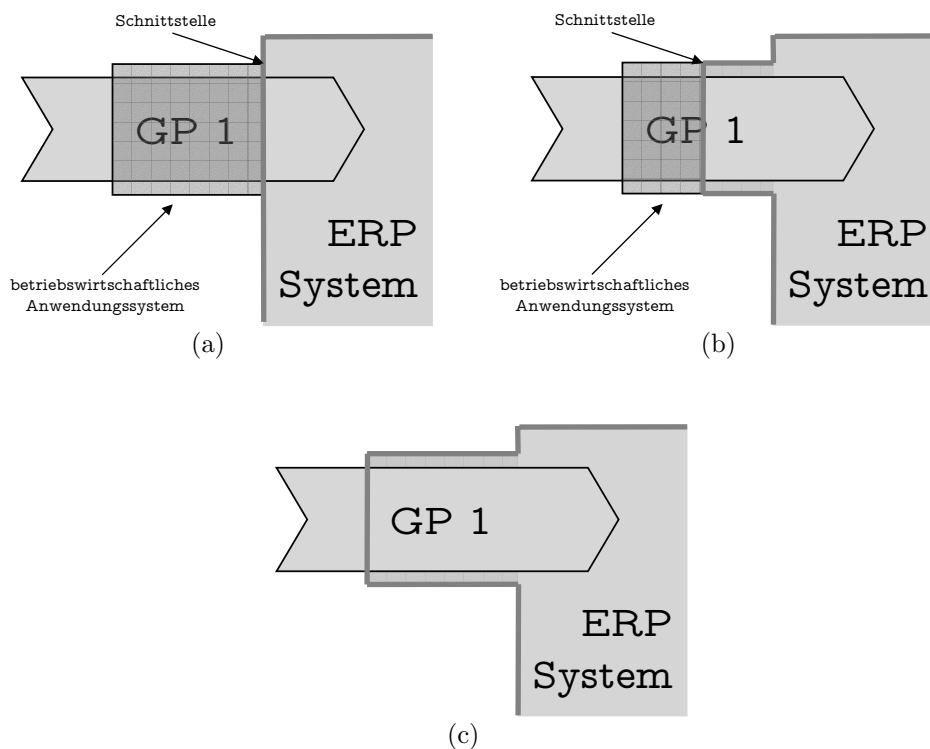 Schnittstelle
GP 1
ERP
System
betriebswirtschaftliches
Anwendungssystem
(a)
Schnittstelle
GP 1
ERP
System
betriebswirtschaftliches
Anwendungssystem
(b)
GP 1
ERP
System
(c)